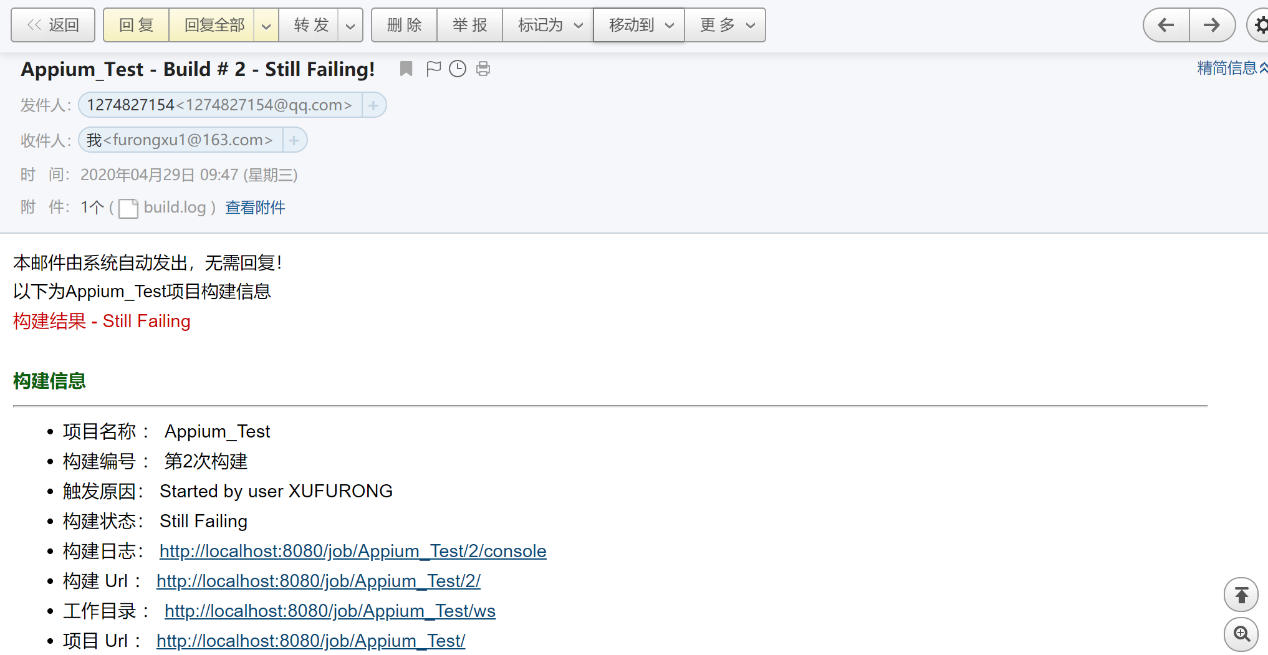 << 返回 回 复 回复全部 转 发 删 除 举 报 标记为 移动到 更 多
Appium_Test - Build # 2 - Still Failing!
精简信息
发件人： 1274827154<1274827154@qq.com> +
收件人： 我<furongxu1@163.com> +
时 间： 2020年04月29日 09:47 (星期三)
附 件： 1个 ( build.log ) 查看附件
本邮件由系统自动发出，无需回复！
以下为Appium_Test项目构建信息
构建结果 - Still Failing
构建信息
• 项目名称 ： Appium_Test
• 构建编号 ： 第2次构建
• 触发原因： Started by user XUFURONG
• 构建状态： Still Failing
• 构建日志： http://localhost:8080/job/Appium_Test/2/console
• 构建 Url ： http://localhost:8080/job/Appium_Test/2/
• 工作目录 ： http://localhost:8080/job/Appium_Test/ws
• 项目 Url ： http://localhost:8080/job/Appium_Test/